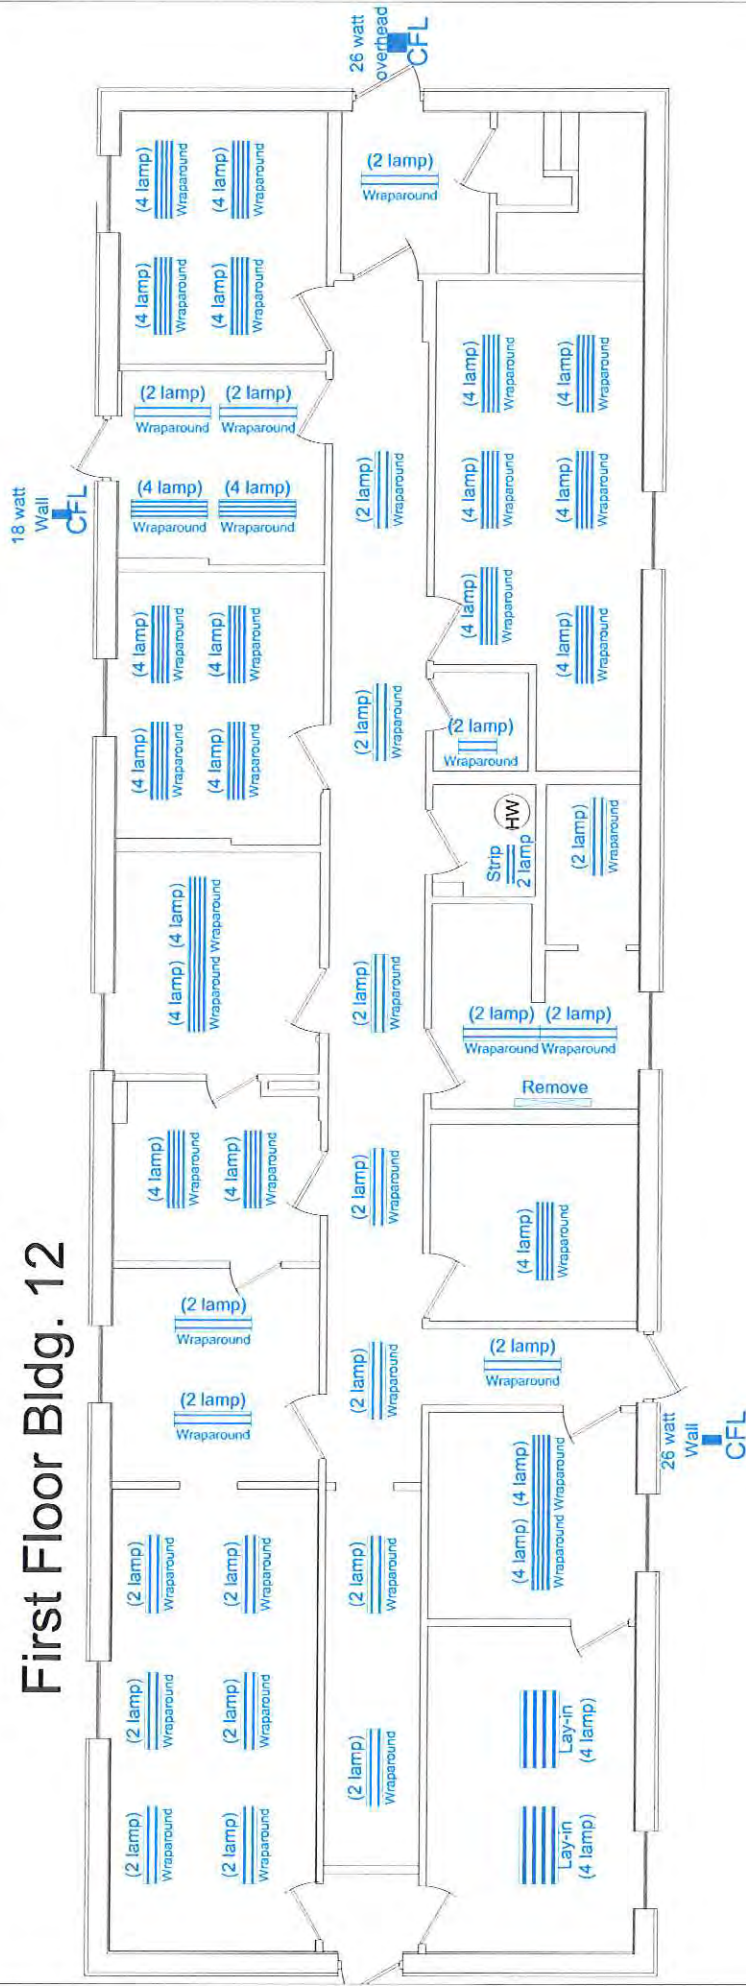 First Floor Bldg. 12
26 watt
overhead
CFL
18 watt
Wall
CFL
(4 lamp)
Wraparound
(4 lamp)
Wraparound
(4 lamp)
Wraparound
(4 lamp)
Wraparound
(2 lamp)
Wraparound
(2 lamp) (2 lamp)
Wraparound Wraparound
(4 lamp) (4 lamp)
Wraparound Wraparound
(2 lamp)
Wraparound
(4 lamp)
Wraparound
(4 lamp)
Wraparound
(4 lamp)
Wraparound
(4 lamp)
Wraparound
(4 lamp)
Wraparound
(4 lamp)
Wraparound
(4 lamp)
Wraparound
(4 lamp)
Wraparound
(4 lamp)
Wraparound
(4 lamp)
Wraparound
(2 lamp)
Wraparound
(2 lamp)
Wraparound
Strip
2 lamp
HW
(2 lamp)
Wraparound
(4 lamp) (4 lamp)
Wraparound Wraparound
(2 lamp)
Wraparound
(2 lamp) (2 lamp)
Wraparound Wraparound
Remove
(4 lamp)
Wraparound
(4 lamp)
Wraparound
(2 lamp)
Wraparound
(4 lamp)
Wraparound
(2 lamp)
Wraparound
(2 lamp)
Wraparound
(2 lamp)
Wraparound
(2 lamp)
Wraparound
26 watt
Wall
CFL
(4 lamp) (4 lamp)
Wraparound Wraparound
(2 lamp)
Wraparound
(2 lamp)
Wraparound
(2 lamp)
Wraparound
(2 lamp)
Wraparound
(2 lamp)
Wraparound
(2 lamp)
Wraparound
(2 lamp)
Wraparound
(2 lamp)
Wraparound
Lay-in
(4 lamp)
Lay-in
(4 lamp)